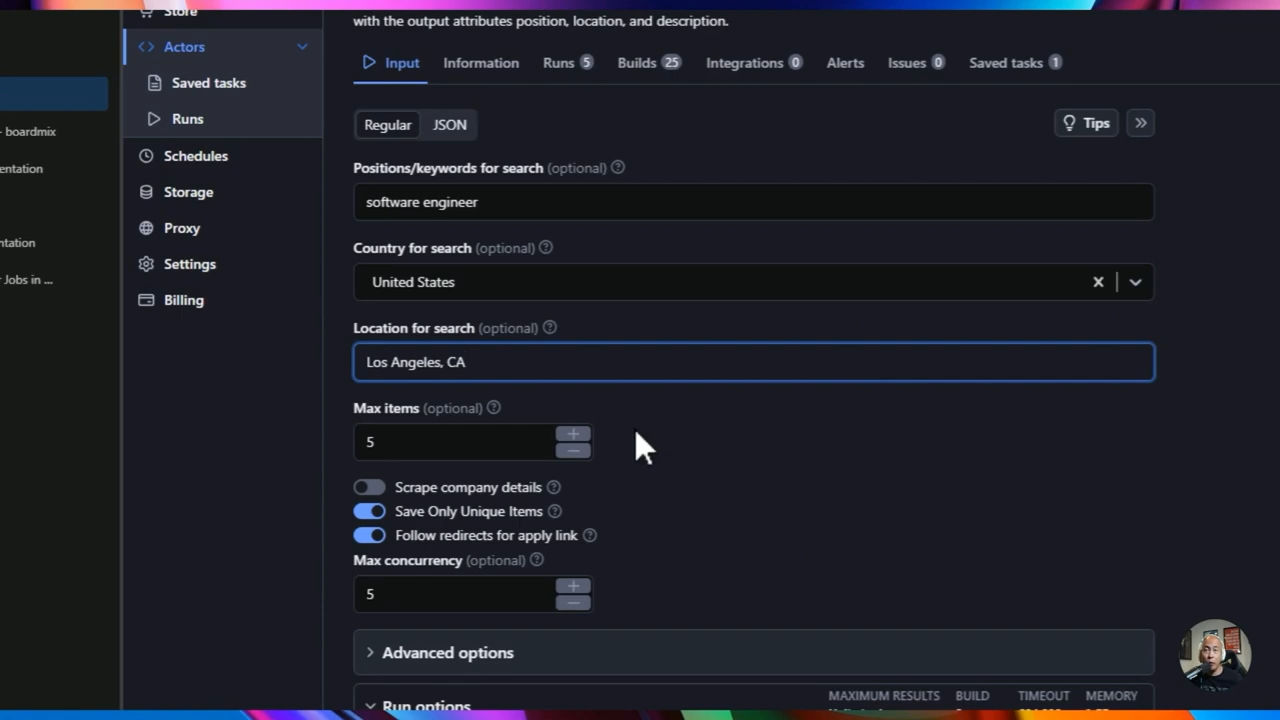 Store
with the output attributes position, location, and description.
Actors
Saved tasks
Runs
Schedules
Storage
Proxy
Settings
Billing
- boardmix
entation
ntation
r Jobs in ...
Input Information Runs 5 Builds 25 Integrations 0 Alerts Issues 0 Saved tasks 1
Regular JSON
Tips
Positions/keywords for search (optional)
software engineer
Country for search (optional)
United States
Location for search (optional)
Los Angeles, CA
Max items (optional)
5
Scrape company details
Save Only Unique Items
Follow redirects for apply link
Max concurrency (optional)
5
Advanced options
Run options
MAXIMUM RESULTS BUILD TIMEOUT MEMORY